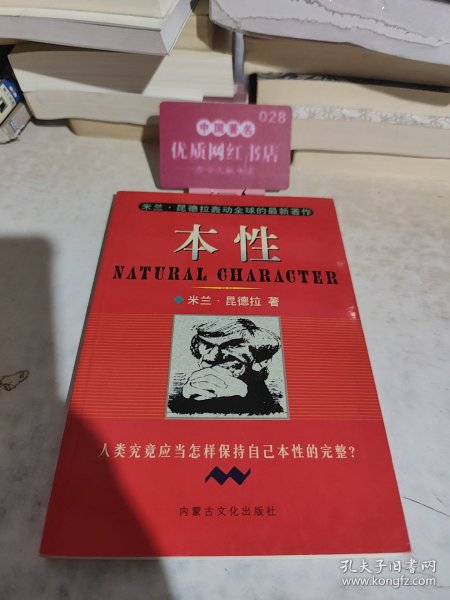 028
中国著名
优质网红书店
米兰·昆德拉轰动全球的最新著作
本性
NATURAL CHARACTER
米兰·昆德拉 著
人类究竟应当怎样保持自己本性的完整?
内蒙古文化出版社
孔夫子旧书网
www.kongfz.com